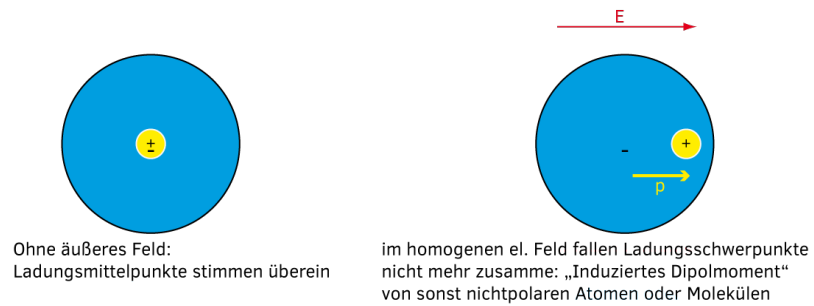 E
±
-
+
p
Ohne äußeres Feld:
Ladungsmittelpunkte stimmen überein
im homogenen el. Feld fallen Ladungsschwerpunkte
nicht mehr zusamme: „Induziertes Dipolmoment“
von sonst nichtpolaren Atomen oder Molekülen